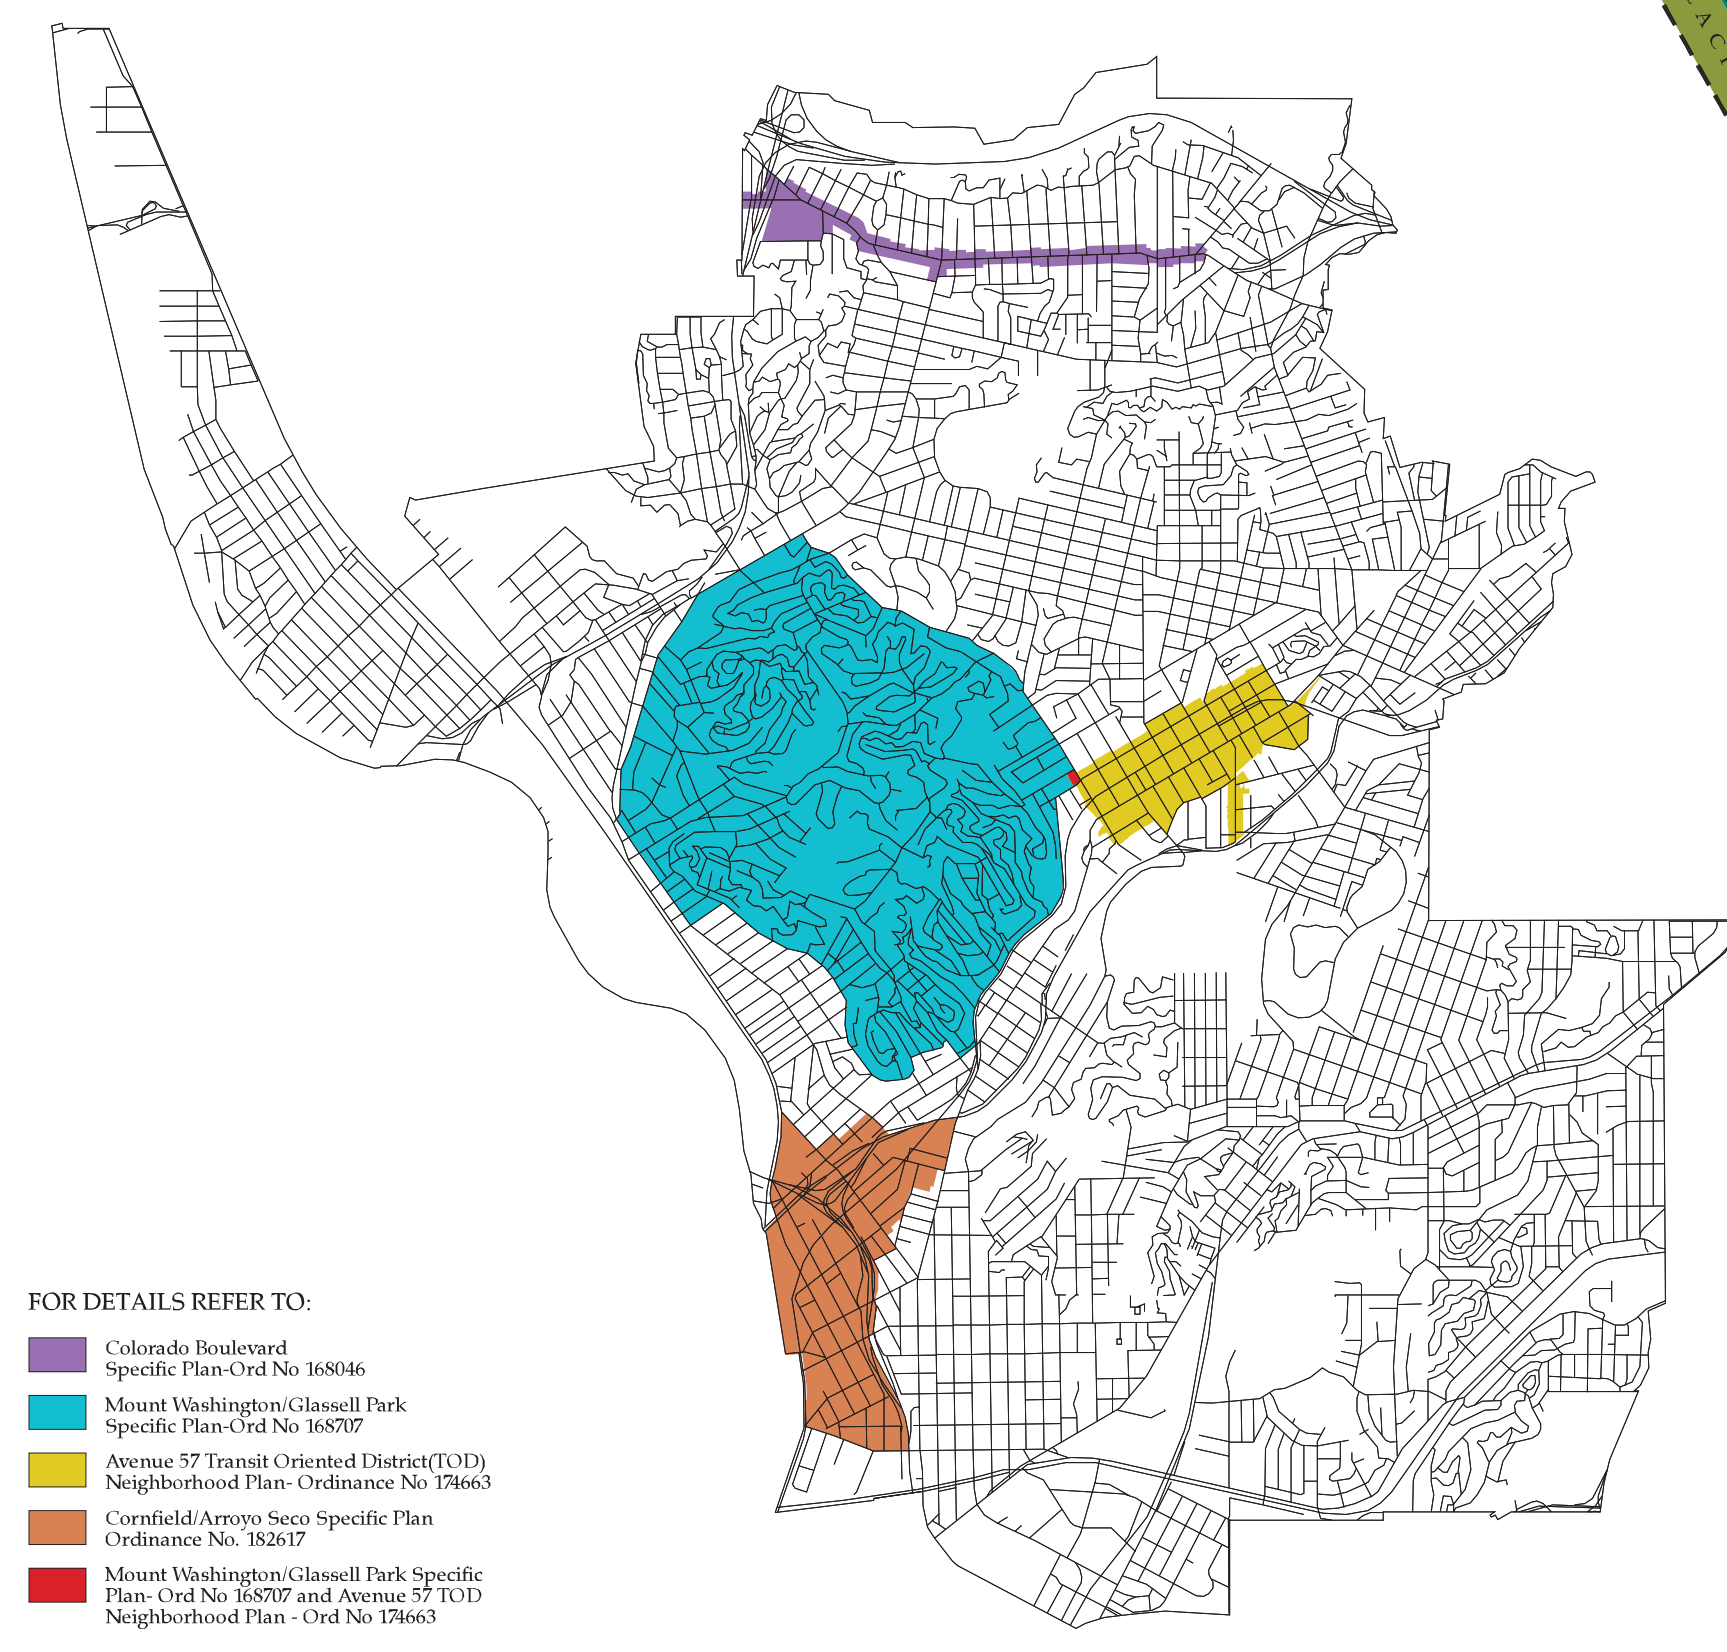 FOR DETAILS REFER TO:
Colorado Boulevard
Specific Plan-Ord No 168046
Mount Washington/Glassell Park
Specific Plan-Ord No 168707
Avenue 57 Transit Oriented District(TOD)
Neighborhood Plan- Ordinance No 174663
Cornfield/Arroyo Seco Specific Plan
Ordinance No. 182617
Mount Washington/Glassell Park Specific
Plan- Ord No 168707 and Avenue 57 TOD
Neighborhood Plan - Ord No 174663